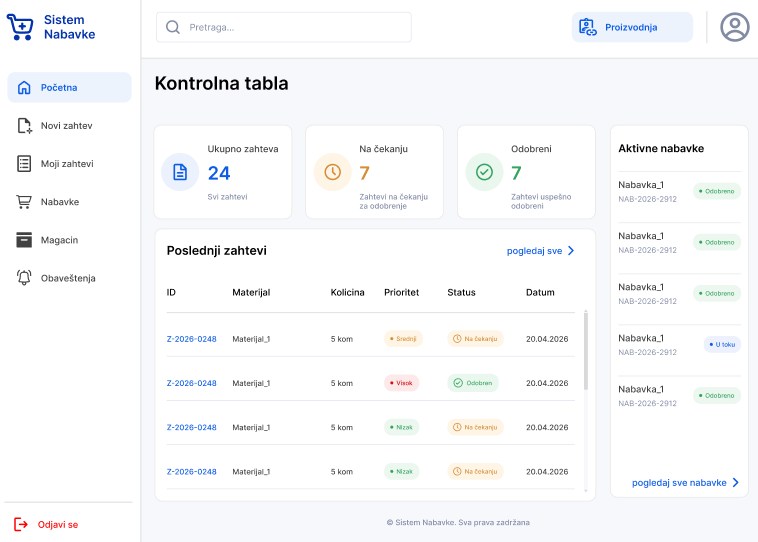 Sistem
Nabavke
Pretraga...
Proizvodnja
Početna
Novi zahtev
Moji zahtevi
Nabavke
Magacin
Obaveštenja
Odjavi se
Kontrolna tabla
Ukupno zahteva
24
Svi zahtevi
Na čekanju
7
Zahtevi na čekanju
za odobrenje
Odobreni
7
Zahtevi uspešno
odobreni
Poslednji zahtevi
pogledaj sve
ID Materijal Kolicina Prioritet Status Datum
Z-2026-0248 Materijal_1 5 kom Srednji Na čekanju 20.04.2026
Z-2026-0248 Materijal_1 5 kom Visok Odobren 20.04.2026
Z-2026-0248 Materijal_1 5 kom Nizak Na čekanju 20.04.2026
Z-2026-0248 Materijal_1 5 kom Nizak Na čekanju 20.04.2026
Aktivne nabavke
Nabavka_1
NAB-2026-2912
Odobreno
Nabavka_1
NAB-2026-2912
Odobreno
Nabavka_1
NAB-2026-2912
Odobreno
Nabavka_1
NAB-2026-2912
U toku
Nabavka_1
NAB-2026-2912
Odobreno
pogledaj sve nabavke
© Sistem Nabavke. Sva prava zadržana